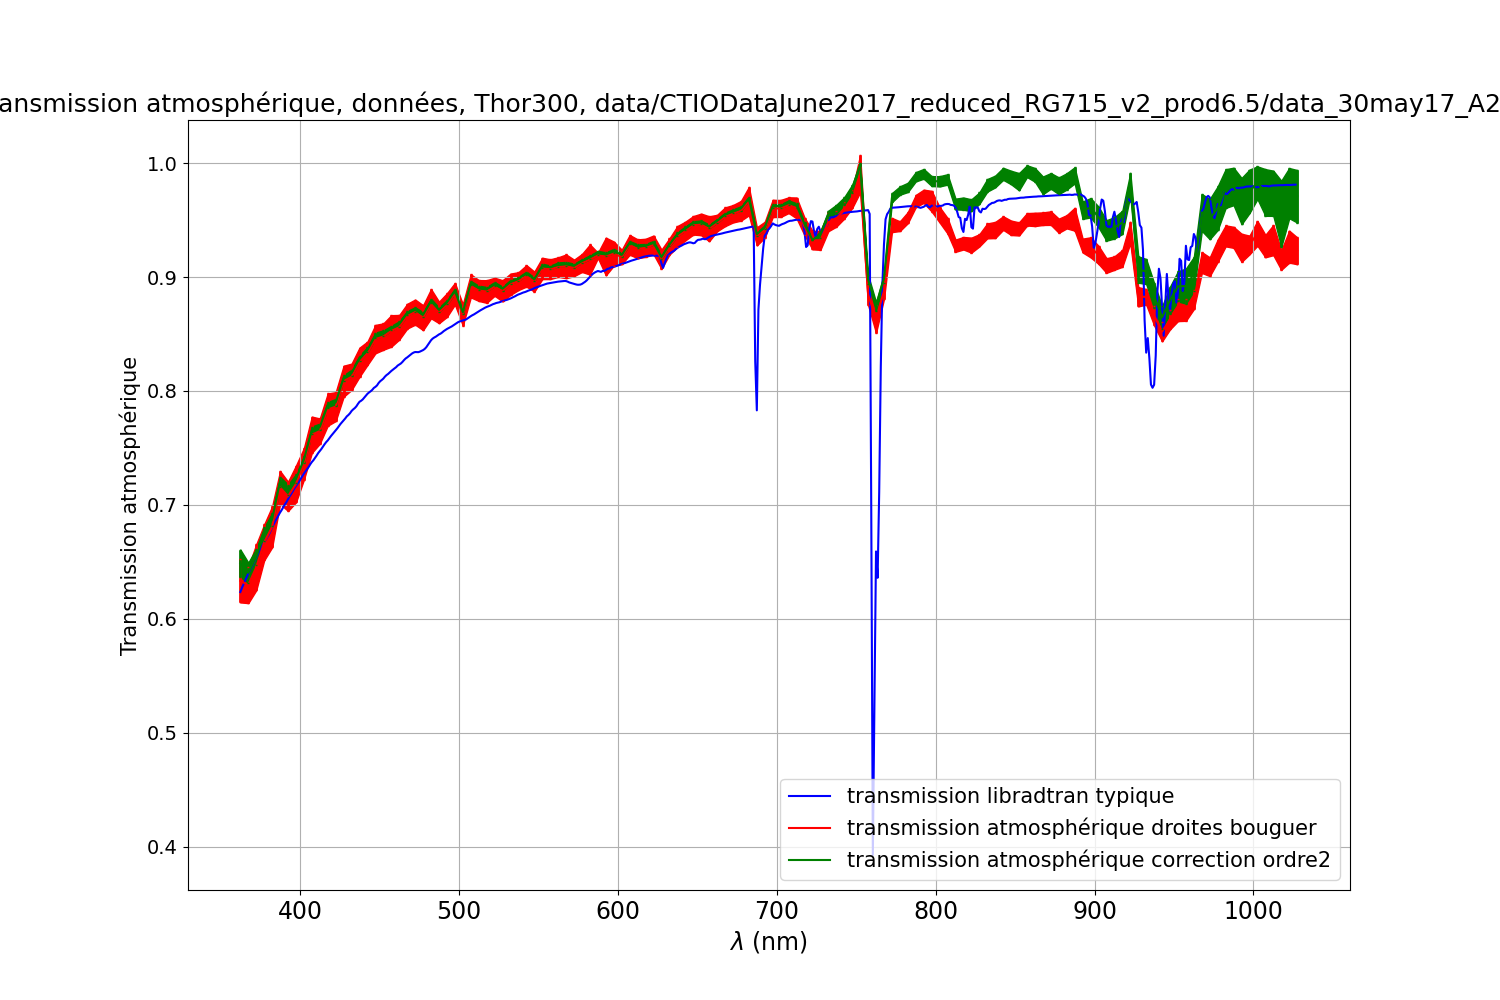 ansmission atmosphérique, données, Thor300, data/CTIODataJune2017_reduced_RG715_v2_prod6.5/data_30may17_A2
Transmission atmosphérique
1.0
0.9
0.8
0.7
0.6
0.5
0.4
transmission libradtran typique
transmission atmosphérique droites bouguer
transmission atmosphérique correction ordre2
400 500 600 700 800 900 1000
λ (nm)